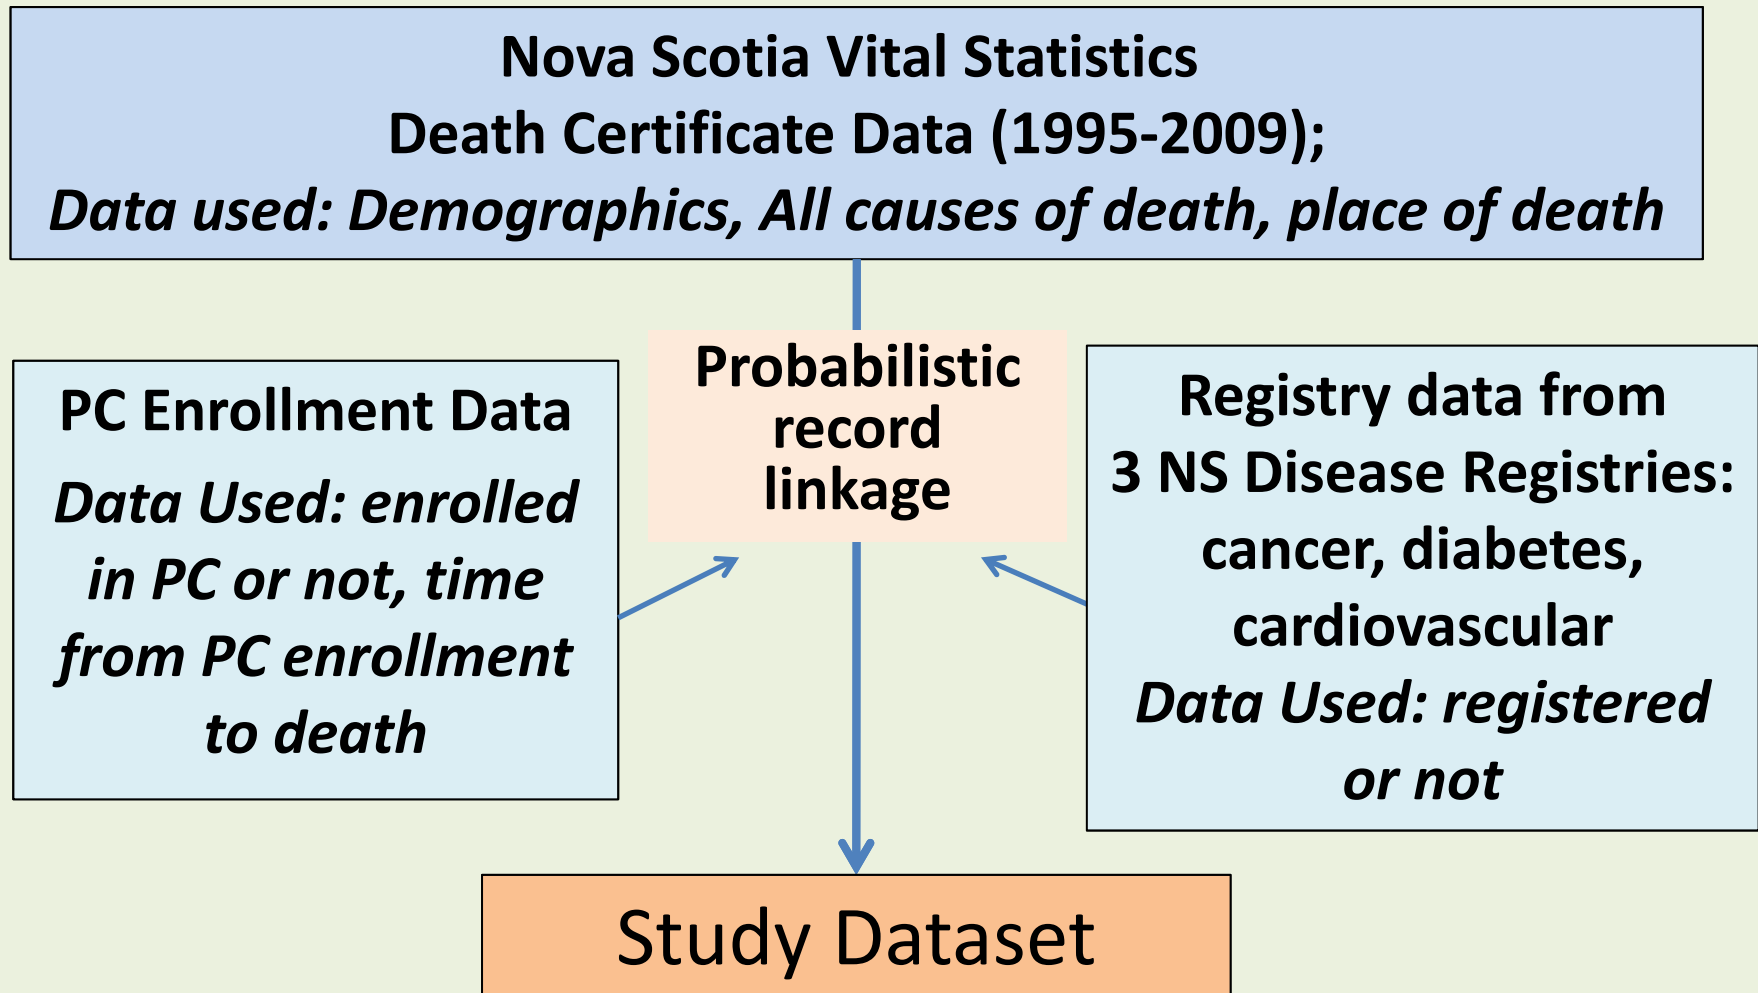 Nova Scotia Vital Statistics
Death Certificate Data (1995-2009);
Data used: Demographics, All causes of death, place of death
Probabilistic
record
linkage
PC Enrollment Data
Data Used: enrolled
in PC or not, time
from PC enrollment
to death
Registry data from
3 NS Disease Registries:
cancer, diabetes,
cardiovascular
Data Used: registered
or not
Study Dataset